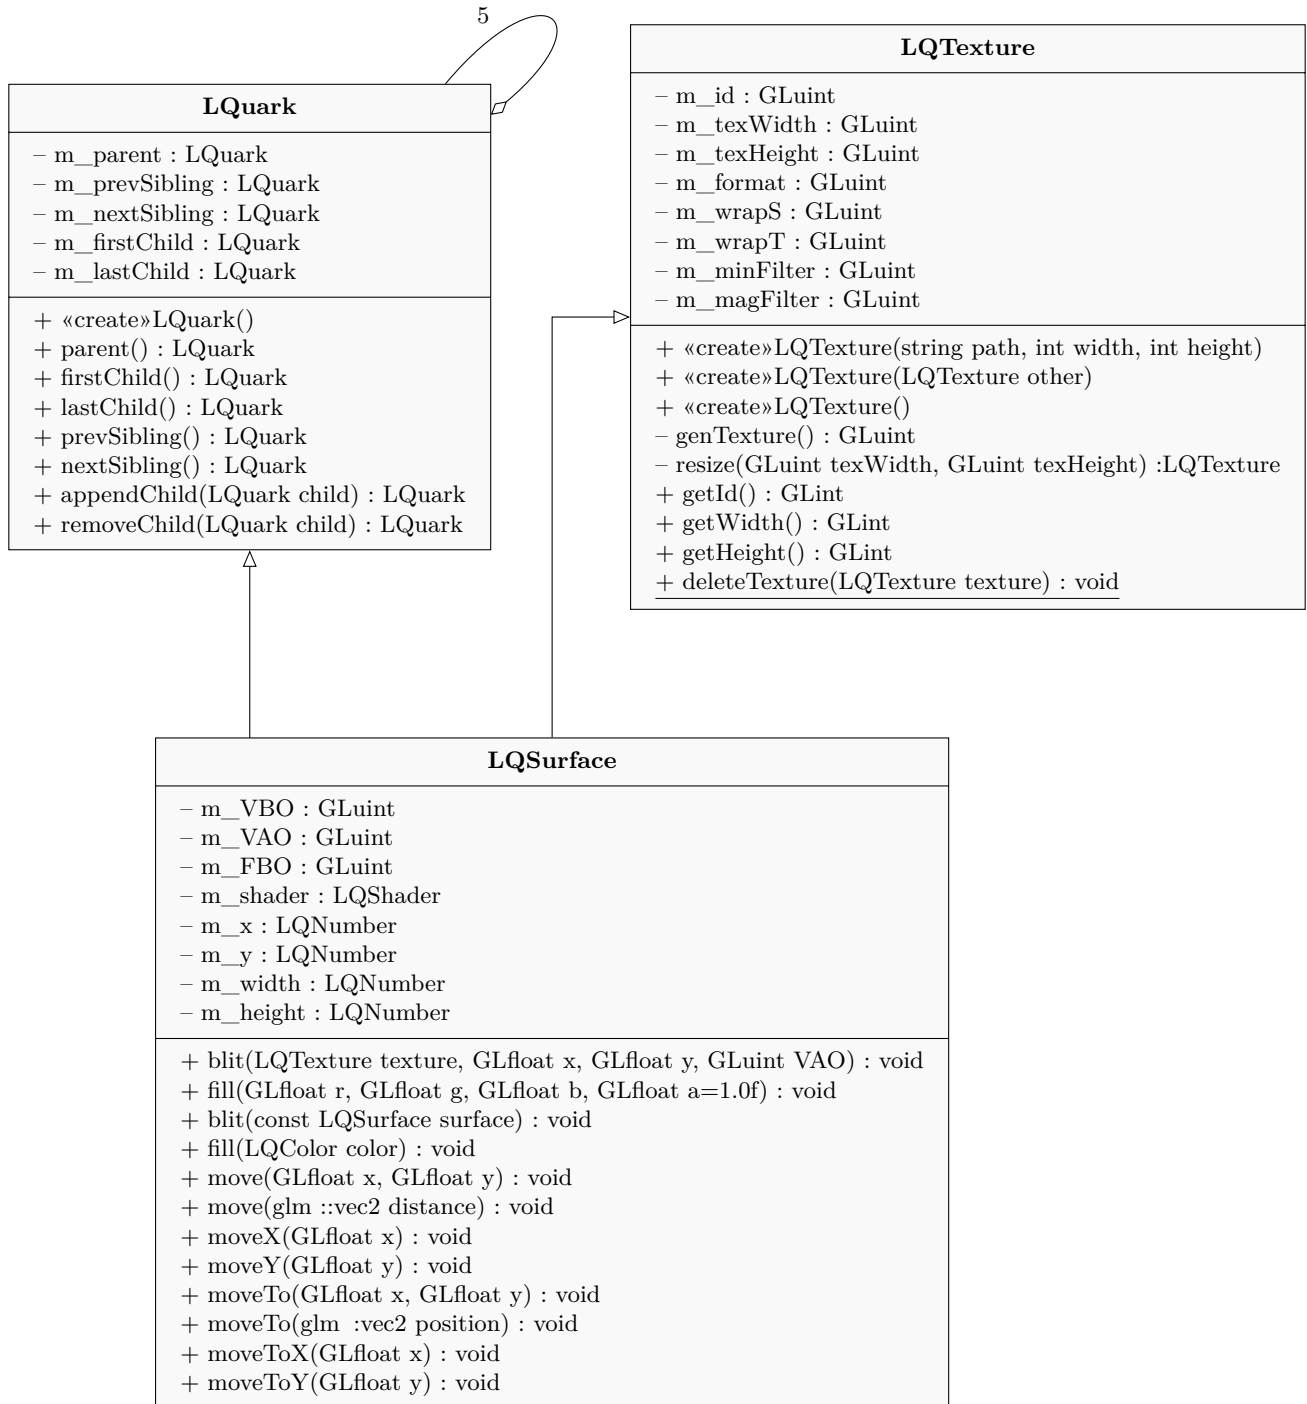 5
LQuark
– m_parent : LQuark
– m_prevSibling : LQuark
– m_nextSibling : LQuark
– m_firstChild : LQuark
– m_lastChild : LQuark
+ «create»LQuark()
+ parent() : LQuark
+ firstChild() : LQuark
+ lastChild() : LQuark
+ prevSibling() : LQuark
+ nextSibling() : LQuark
+ appendChild(LQuark child) : LQuark
+ removeChild(LQuark child) : LQuark
LQTexture
– m_id : GLuint
– m_texWidth : GLuint
– m_texHeight : GLuint
– m_format : GLuint
– m_wrapS : GLuint
– m_wrapT : GLuint
– m_minFilter : GLuint
– m_magFilter : GLuint
+ «create»LQTexture(string path, int width, int height)
+ «create»LQTexture(LQTexture other)
+ «create»LQTexture()
– genTexture() : GLuint
– resize(GLuint texWidth, GLuint texHeight) :LQTexture
+ getId() : GLint
+ getWidth() : GLint
+ getHeight() : GLint
+ deleteTexture(LQTexture texture) : void
LQSurface
– m_VBO : GLuint
– m_VAO : GLuint
– m_FBO : GLuint
– m_shader : LQShader
– m_x : LQNumber
– m_y : LQNumber
– m_width : LQNumber
– m_height : LQNumber
+ blit(LQTexture texture, GLfloat x, GLfloat y, GLuint VAO) : void
+ fill(GLfloat r, GLfloat g, GLfloat b, GLfloat a=1.0f) : void
+ blit(const LQSurface surface) : void
+ fill(LQColor color) : void
+ move(GLfloat x, GLfloat y) : void
+ move(glm ::vec2 distance) : void
+ moveX(GLfloat x) : void
+ moveY(GLfloat y) : void
+ moveTo(GLfloat x, GLfloat y) : void
+ moveTo(glm :vec2 position) : void
+ moveToX(GLfloat x) : void
+ moveToY(GLfloat y) : void